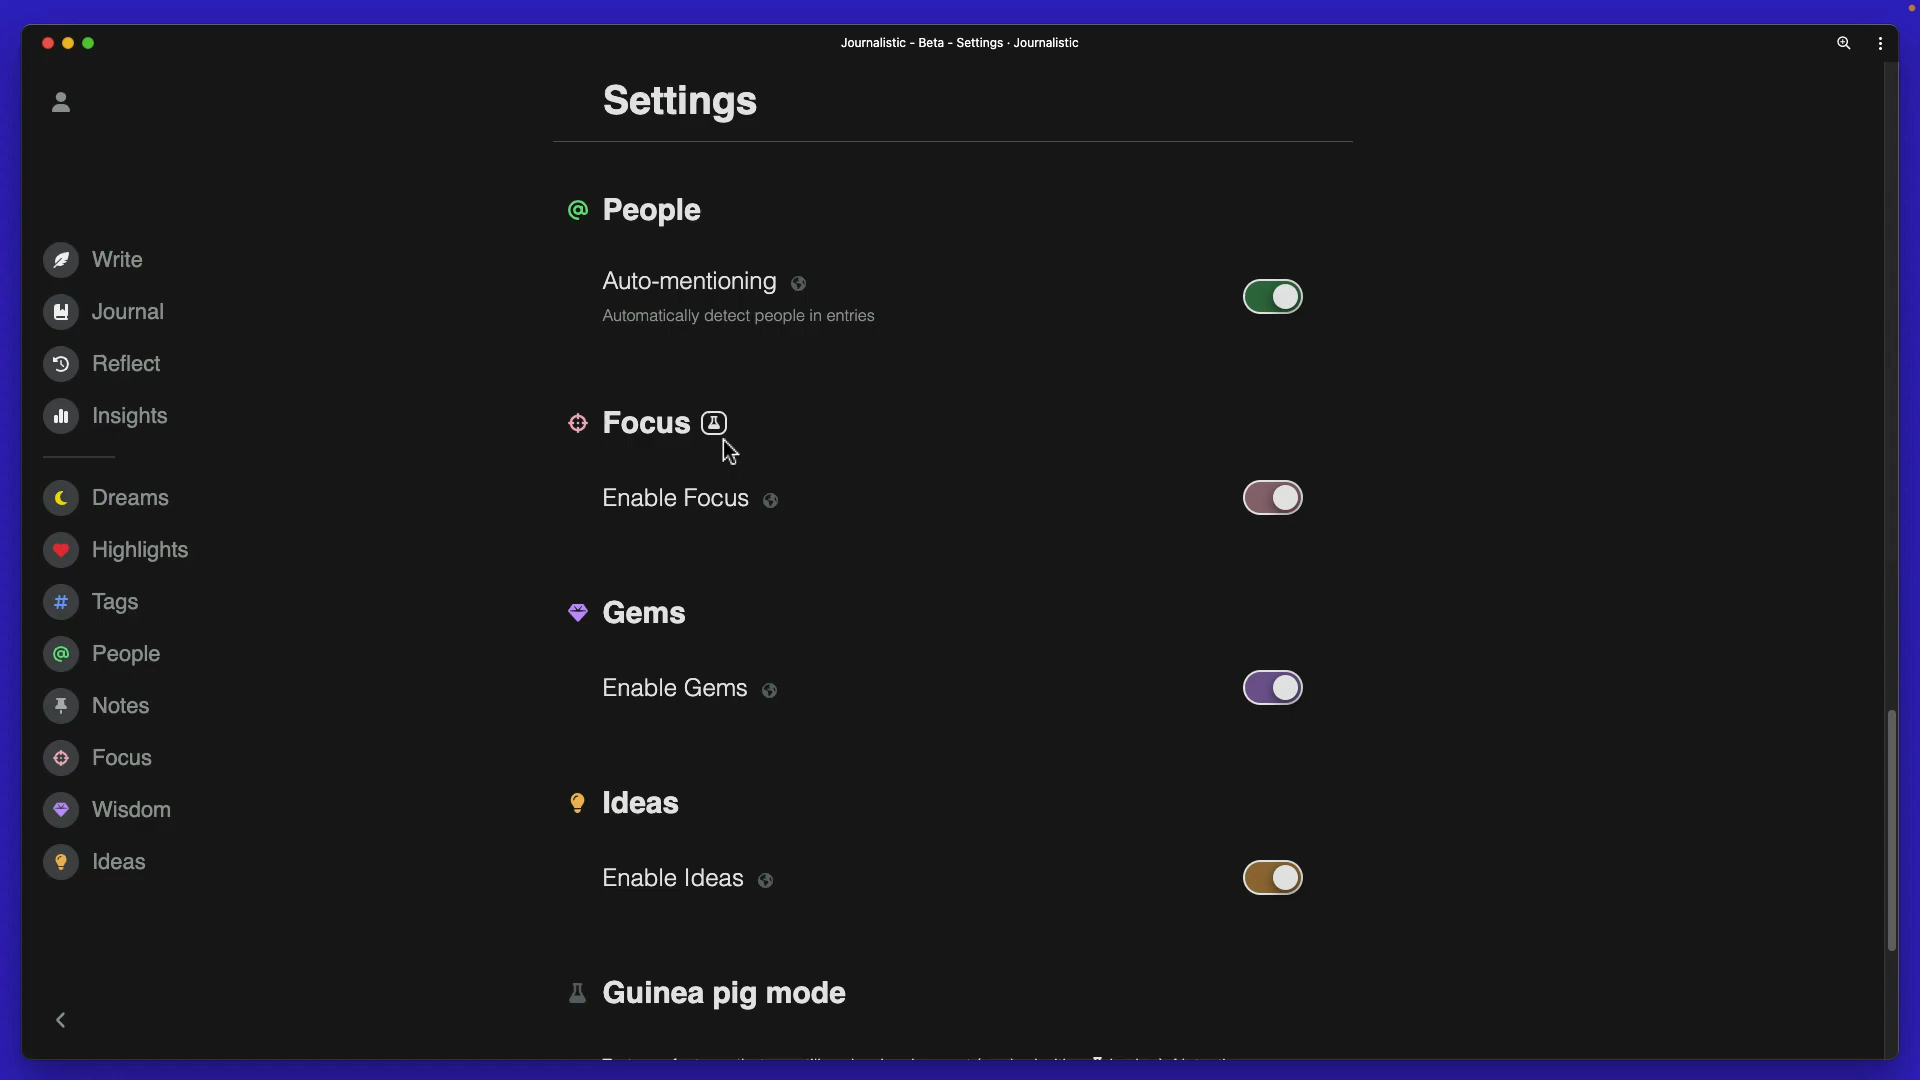 Journalistic - Beta - Settings · Journalistic
Settings
Write
Journal
Reflect
Insights
Dreams
Highlights
Tags
People
Notes
Focus
Wisdom
Ideas
People
Auto-mentioning
Automatically detect people in entries
Focus
Enable Focus
Gems
Enable Gems
Ideas
Enable Ideas
Guinea pig mode